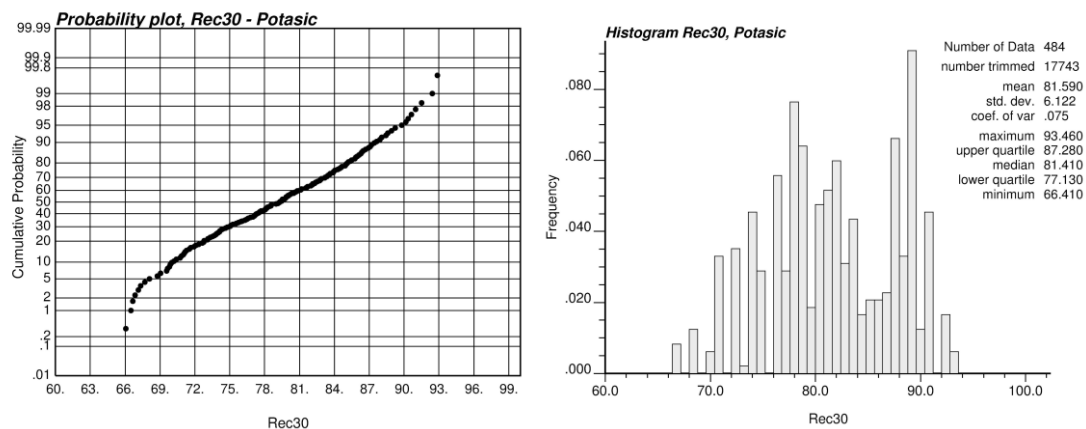 Probability plot, Rec30 - Potasic
99.99
99.9
99.8
99
98
95
90
80
70
60
50
40
30
20
10
5
2
1
.2
.1
.01
Cumulative Probability
60. 63. 66. 69. 72. 75. 78. 81. 84. 87. 90. 93. 96. 99.
Rec30
Histogram Rec30, Potasic
Number of Data 484
number trimmed 17743
mean 81.590
std. dev. 6.122
coef. of var .075
maximum 93.460
upper quartile 87.280
median 81.410
lower quartile 77.130
minimum 66.410
Frequency
.080
.060
.040
.020
.000
60.0 70.0 80.0 90.0 100.0
Rec30